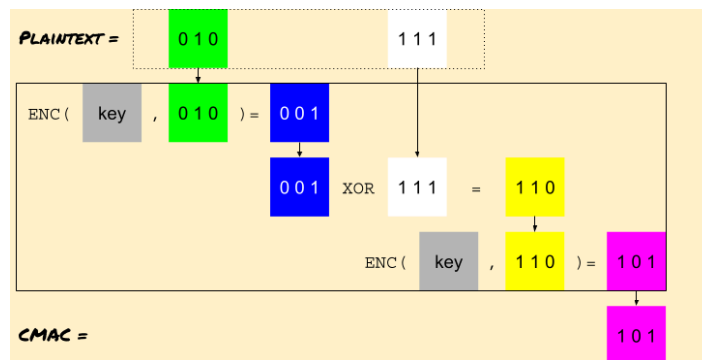 PLAINTEXT = 010 111
ENC( key , 010 )= 001
001 XOR 111 = 110
ENC( key , 110 )= 101
CMAC = 101